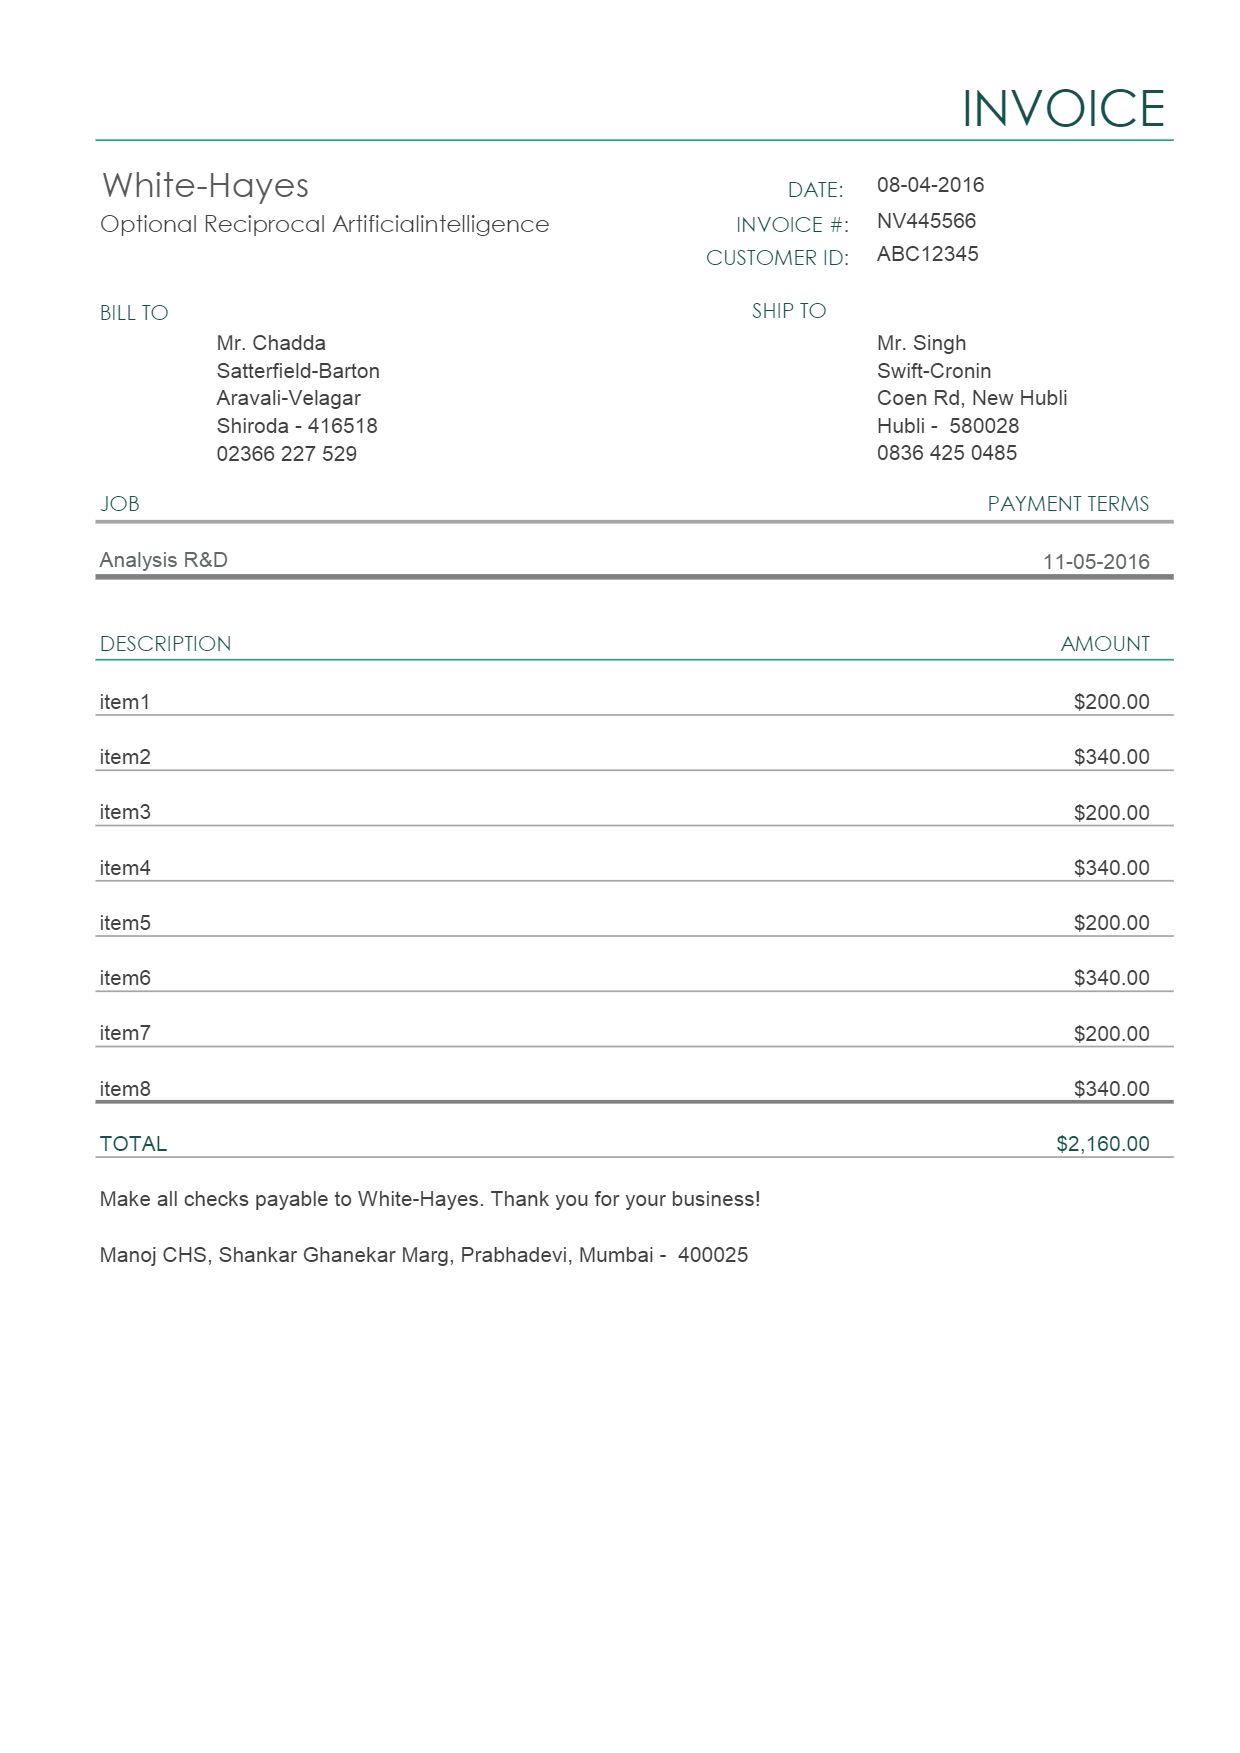 INVOICE
White-Hayes
Optional Reciprocal Artificialintelligence
DATE: 08-04-2016
INVOICE #: NV445566
CUSTOMER ID: ABC12345
BILL TO
Mr. Chadda
Satterfield-Barton
Aravali-Velagar
Shiroda - 416518
02366 227 529
SHIP TO
Mr. Singh
Swift-Cronin
Coen Rd, New Hubli
Hubli -  580028
0836 425 0485
JOB PAYMENT TERMS
Analysis R&D 11-05-2016
DESCRIPTION AMOUNT
item1 $200.00
item2 $340.00
item3 $200.00
item4 $340.00
item5 $200.00
item6 $340.00
item7 $200.00
item8 $340.00
TOTAL $2,160.00
Make all checks payable to White-Hayes. Thank you for your business!
Manoj CHS, Shankar Ghanekar Marg, Prabhadevi, Mumbai -  400025